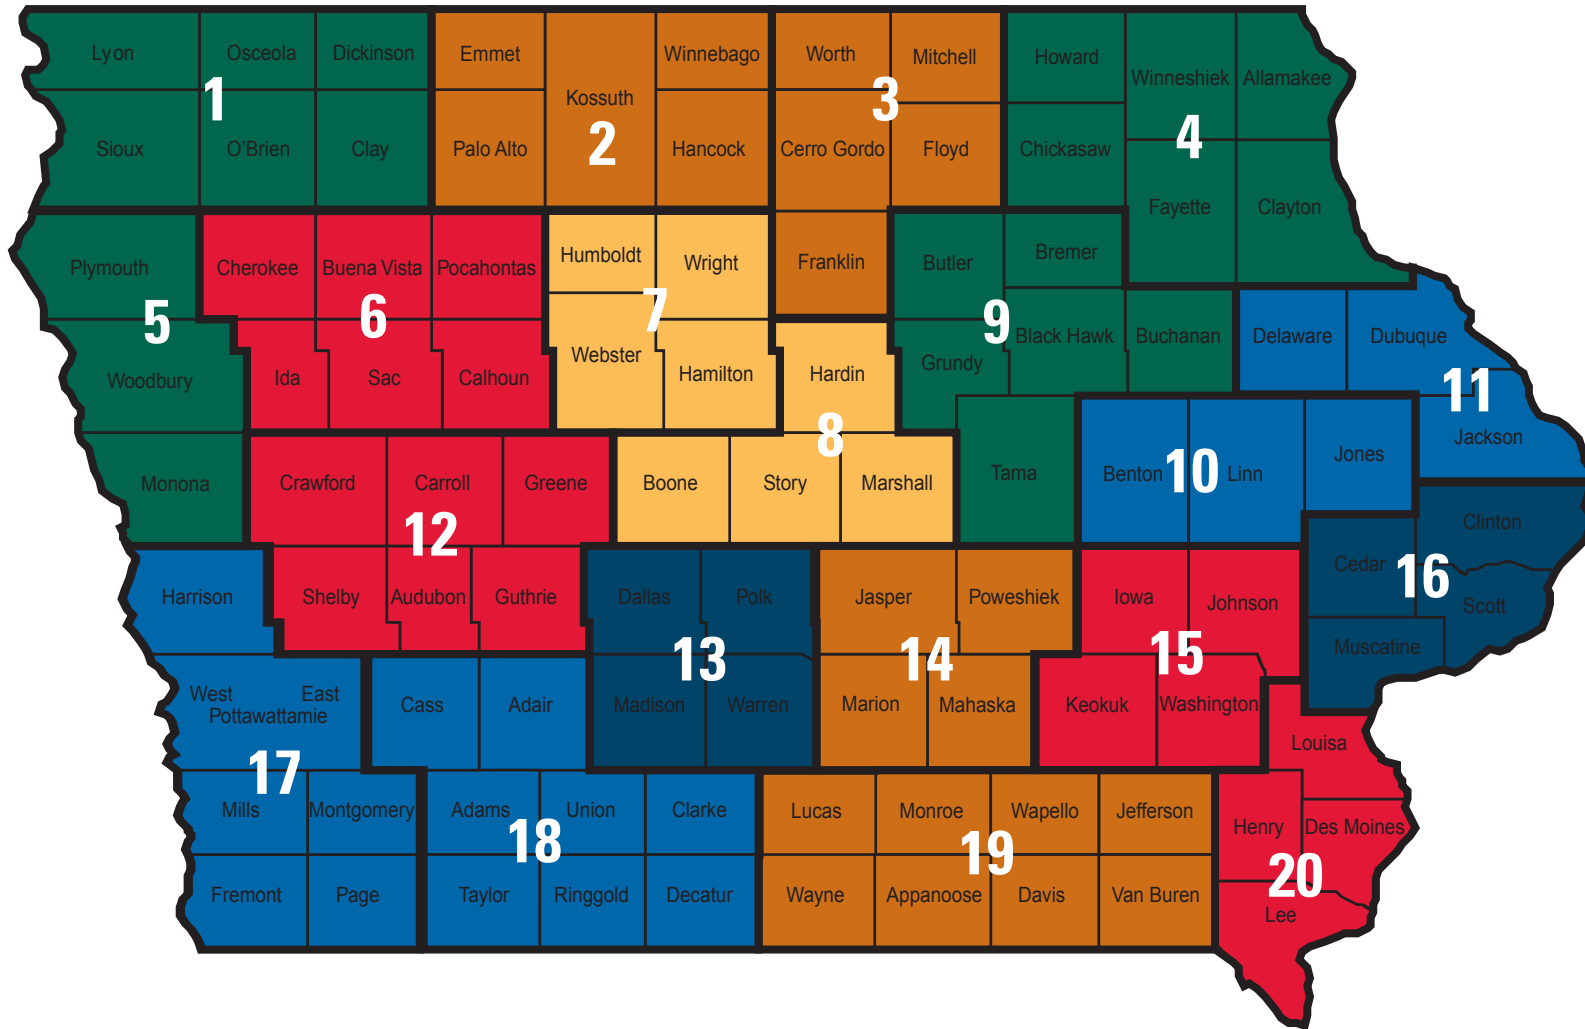 Lyon
Osceola
Dickinson
Emmet
Winnebago
Worth
Mitchell
Howard
Winneshiek
Allamakee
1
Kossuth
3
2
4
Sioux
O'Brien
Clay
Palo Alto
Hancock
Cerro Gordo
Floyd
Chickasaw
Fayette
Clayton
Plymouth
Cherokee
Buena Vista
Pocahontas
Humboldt
Wright
Franklin
Butler
Bremer
5
6
7
9
Black Hawk
Buchanan
Delaware
Dubuque
Woodbury
Ida
Sac
Calhoun
Webster
Hamilton
Hardin
Grundy
11
8
Jackson
Monona
Crawford
Carroll
Greene
Boone
Story
Marshall
Tama
Benton
10
Linn
Jones
12
Clinton
Cedar
16
Scott
Muscatine
Harrison
Shelby
Audubon
Guthrie
Dallas
Polk
Jasper
Poweshiek
Iowa
Johnson
13
14
15
West
East
Pottawattamie
Cass
Adair
Madison
Warren
Marion
Mahaska
Keokuk
Washington
Louisa
17
Mills
Montgomery
Adams
Union
Clarke
Lucas
Monroe
Wapello
Jefferson
Henry
Des Moines
18
19
20
Fremont
Page
Taylor
Ringgold
Decatur
Wayne
Appanoose
Davis
Van Buren
Lee